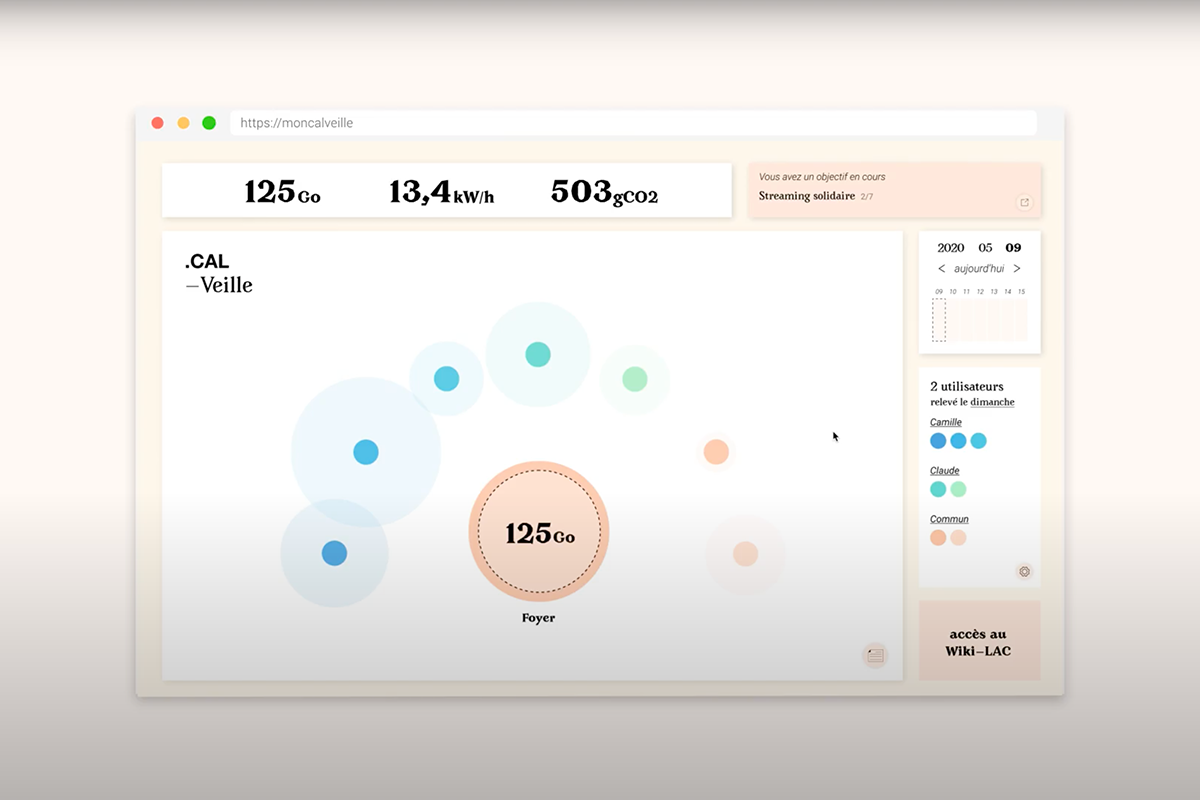 https://moncalveille
125Go 13,4kW/h 503gCO2
Vous avez un objectif en cours
Streaming solidaire 2/7
.CAL
–Veille
2020 05 09
< aujourd'hui >
09 10 11 12 13 14 15
2 utilisateurs
relevé le dimanche
Camille
Claude
Commun
125Go
Foyer
accès au
Wiki–LAC